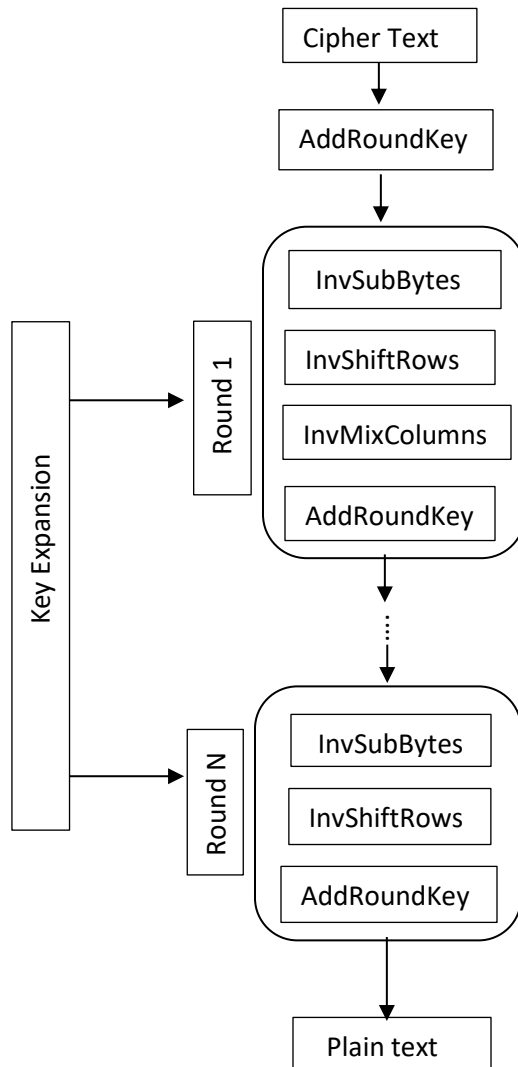 Cipher Text
AddRoundKey
InvSubBytes
InvShiftRows
InvMixColumns
AddRoundKey
Round 1
Key Expansion
.....
InvSubBytes
InvShiftRows
AddRoundKey
Round N
Plain text